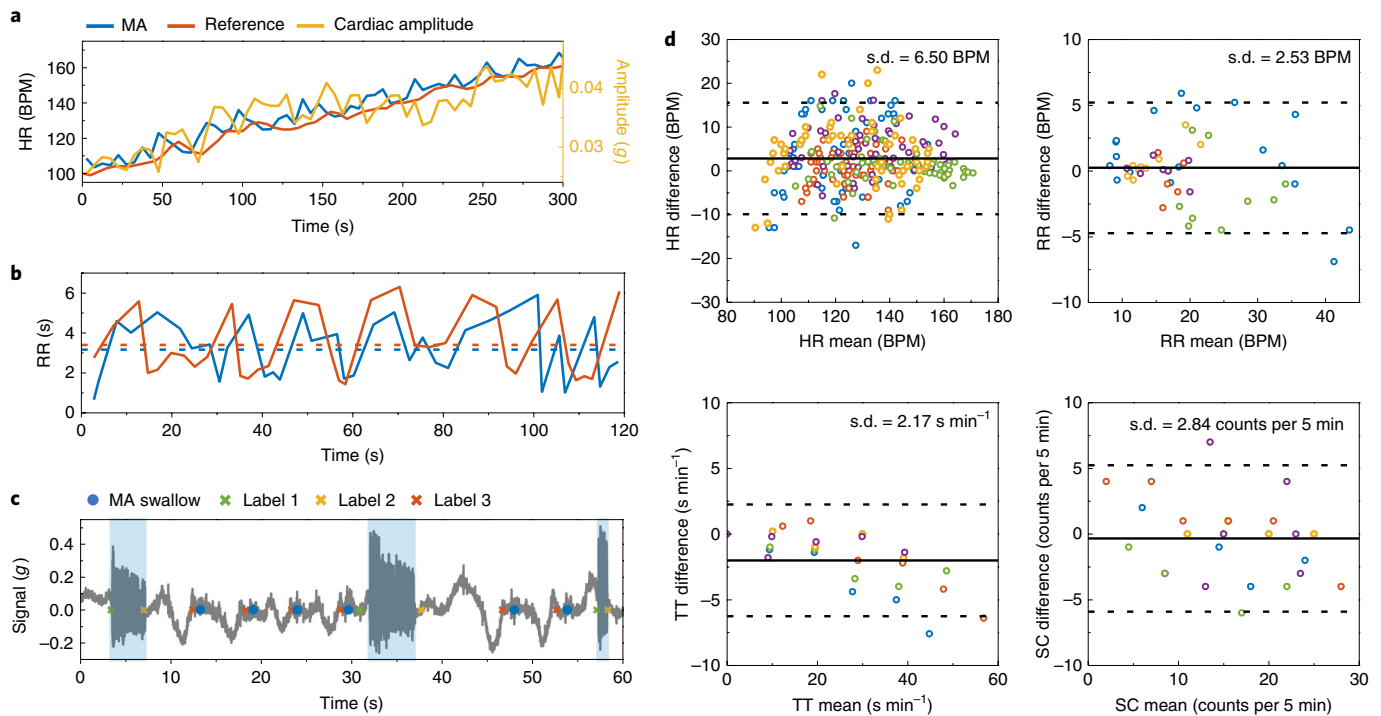 a
MA Reference Cardiac amplitude
HR (BPM)
160
140
120
100
0 50 100 150 200 250 300
Time (s)
0.04
0.03
Amplitude (g)
b
RR (s)
6
4
2
0
0 20 40 60 80 100 120
Time (s)
c
MA swallow Label 1 Label 2 Label 3
Signal (g)
0.4
0.2
0.0
–0.2
0 10 20 30 40 50 60
Time (s)
d
s.d. = 6.50 BPM
HR difference (BPM)
30
20
10
0
–10
–20
–30
80 100 120 140 160 180
HR mean (BPM)
s.d. = 2.53 BPM
RR difference (BPM)
10
5
0
–5
–10
10 20 30 40
RR mean (BPM)
s.d. = 2.17 s min⁻¹
TT difference (s min⁻¹)
10
5
0
–5
–10
0 20 40 60
TT mean (s min⁻¹)
s.d. = 2.84 counts per 5 min
SC difference (counts per 5 min)
10
5
0
–5
–10
0 10 20 30
SC mean (counts per 5 min)